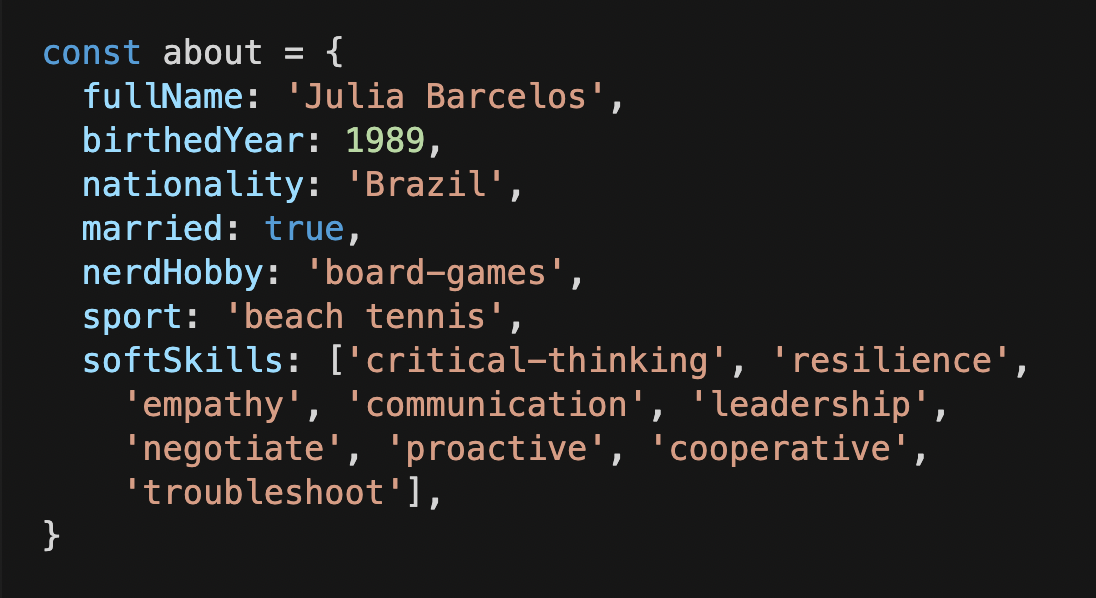 const about = {
  fullName: 'Julia Barcelos',
  birthedYear: 1989,
  nationality: 'Brazil',
  married: true,
  nerdHobby: 'board-games',
  sport: 'beach tennis',
  softSkills: ['critical-thinking', 'resilience',
    'empathy', 'communication', 'leadership',
    'negotiate', 'proactive', 'cooperative',
    'troubleshoot'],
}